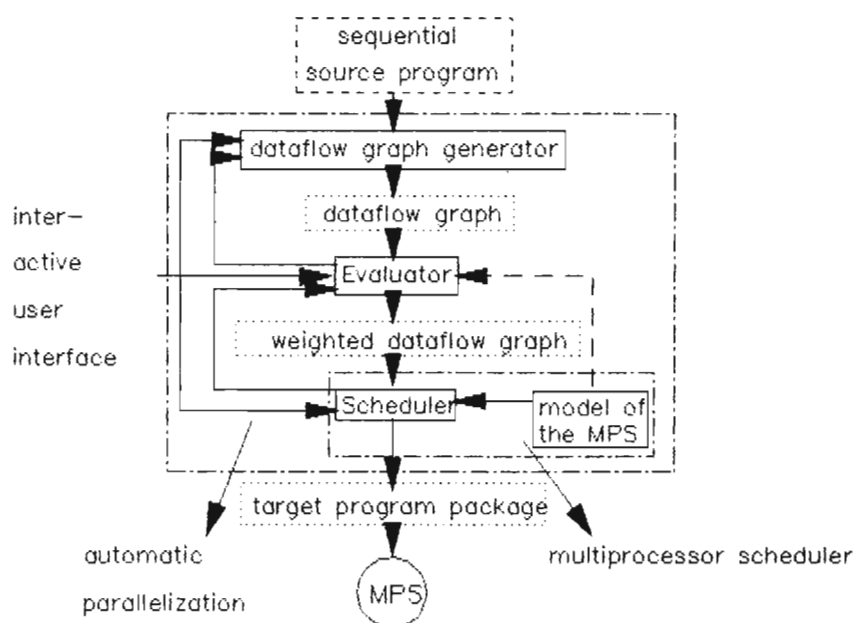 sequential
source program
dataflow graph generator
dataflow graph
inter-
active
user
interface
Evaluator
weighted dataflow graph
Scheduler
model of
the MPS
target program package
automatic
parallelization
multiprocessor scheduler
MPS